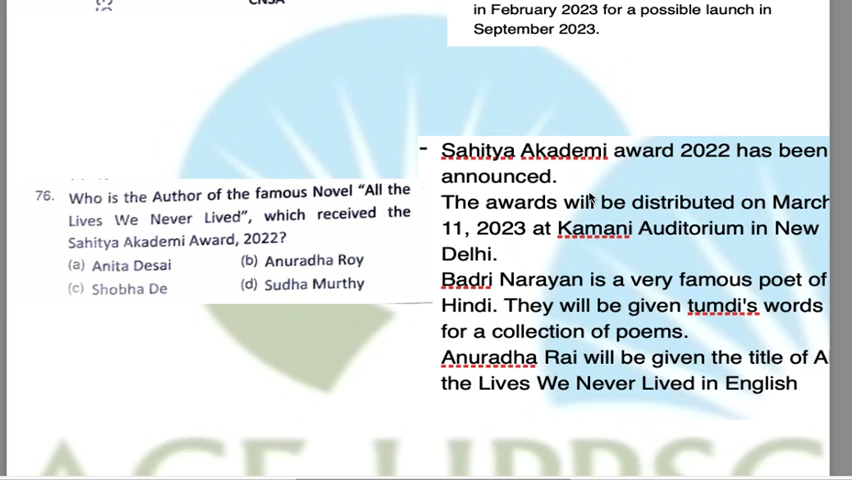 CNSA
in February 2023 for a possible launch in
September 2023.
76. Who is the Author of the famous Novel "All the
Lives We Never Lived", which received the
Sahitya Akademi Award, 2022?
(a) Anita Desai (b) Anuradha Roy
(c) Shobha De (d) Sudha Murthy
- Sahitya Akademi award 2022 has been
announced.
The awards will be distributed on March
11, 2023 at Kamani Auditorium in New
Delhi.
Badri Narayan is a very famous poet of
Hindi. They will be given tumdi's words
for a collection of poems.
Anuradha Rai will be given the title of A
the Lives We Never Lived in English